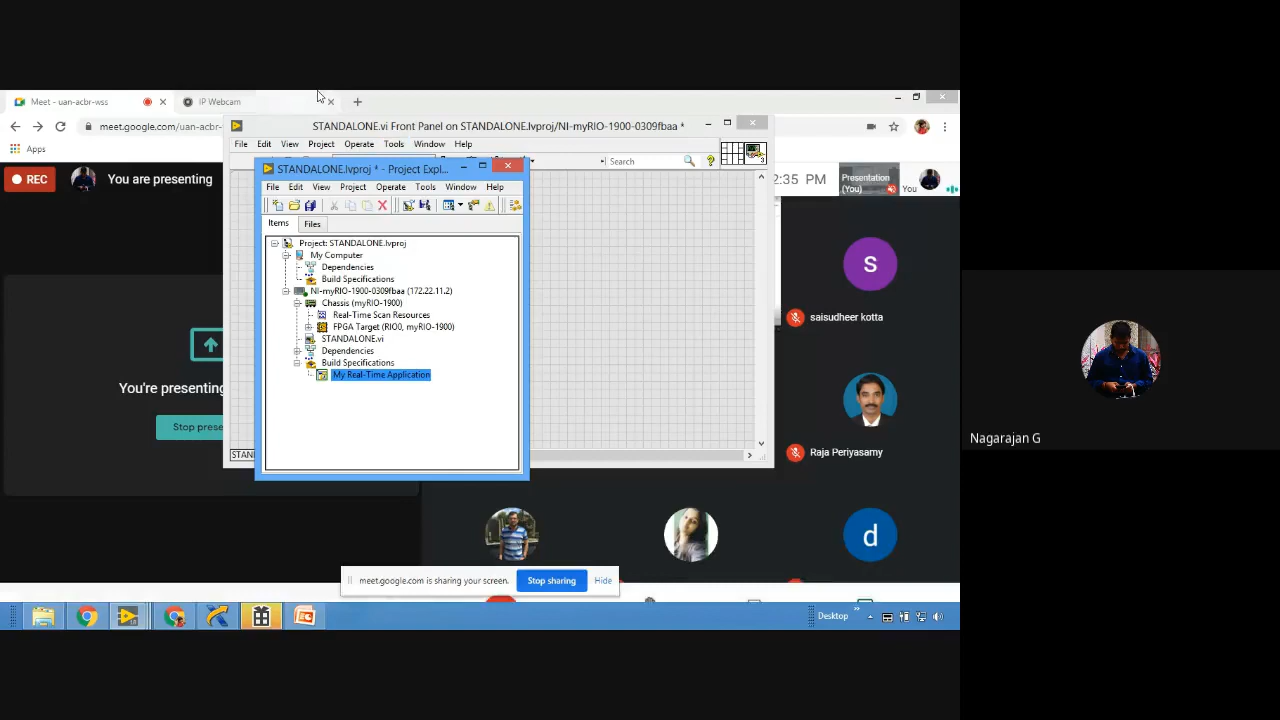 Meet - uan-acbr-wss
IP Webcam
meet.google.com/uan-acbr-
Apps
STANDALONE.vi Front Panel on STANDALONE.lvproj/NI-myRIO-1900-0309fbaa *
File Edit View Project Operate Tools Window Help
Search
3
REC
You are presenting
2:35 PM
Presentation
(You)
You
STANDALONE.lvproj * - Project Expl...
File Edit View Project Operate Tools Window Help
Items Files
Project: STANDALONE.lvproj
My Computer
Dependencies
Build Specifications
NI-myRIO-1900-0309fbaa (172.22.11.2)
Chassis (myRIO-1900)
Real-Time Scan Resources
FPGA Target (RIO0, myRIO-1900)
STANDALONE.vi
Dependencies
Build Specifications
My Real-Time Application
You're presenting
Stop prese
STAN
S
saisudheer kotta
Raja Periyasamy
d
Nagarajan G
meet.google.com is sharing your screen.
Stop sharing
Hide
Desktop